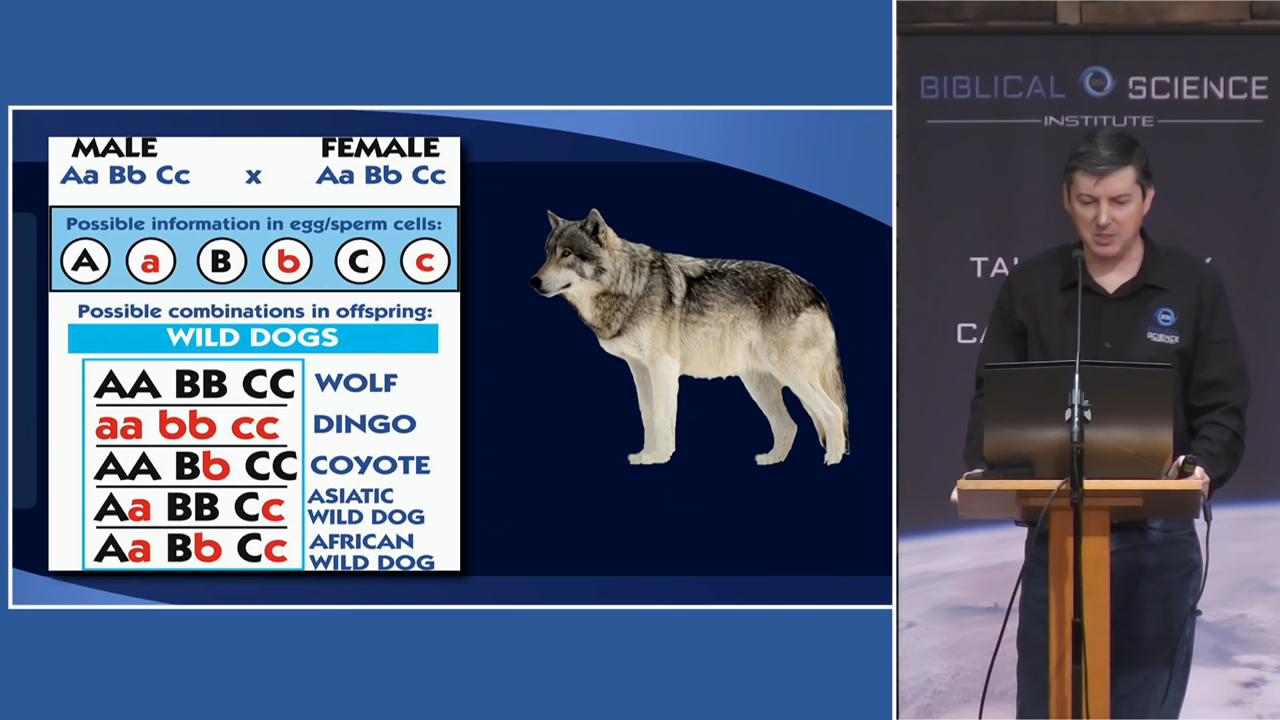 MALE FEMALE
Aa Bb Cc x Aa Bb Cc
Possible information in egg/sperm cells:
A a B b C c
Possible combinations in offspring:
WILD DOGS
AA BB CC WOLF
aa bb cc DINGO
AA Bb CC COYOTE
Aa BB Cc ASIATIC
WILD DOG
Aa Bb Cc AFRICAN
WILD DOG
BIBLICAL SCIENCE
INSTITUTE
SCIENCE